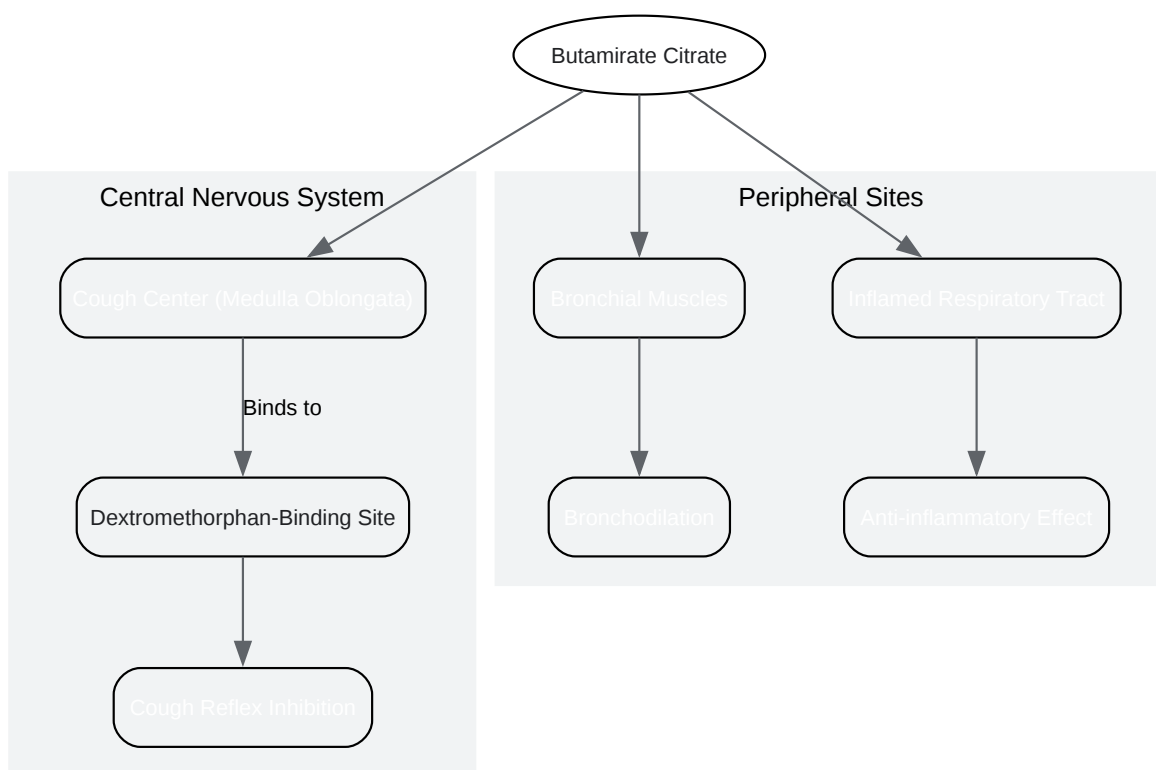 Butamirate Citrate
Central Nervous System
Peripheral Sites
Cough Center (Medulla Oblongata)
Bronchial Muscles
Inflamed Respiratory Tract
Binds to
Dextromethorphan-Binding Site
Bronchodilation
Anti-inflammatory Effect
Cough Reflex Inhibition